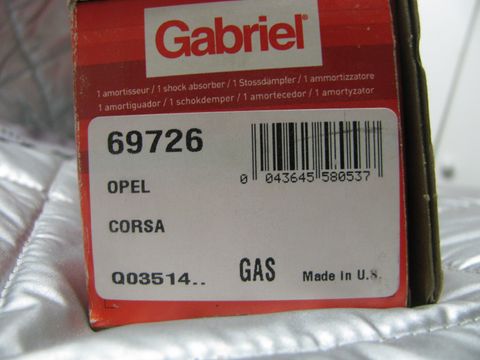 Gabriel®
1 amortisseur / 1 shock absorber / 1 Stossdämpfer / 1 ammortizzatore
1 amortiguador / 1 schokdemper / 1 amortecedor / 1 amortyzator
69726
0 043645 580537
OPEL
CORSA
Q03514..
GAS
Made in U.S.